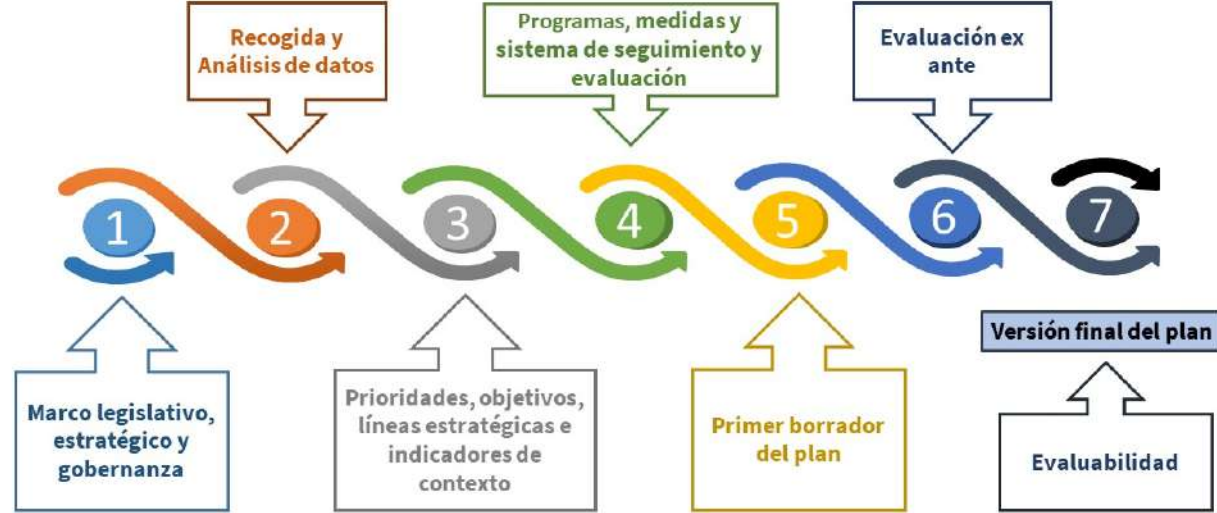 Recogida y
Análisis de datos
Programas, medidas y
sistema de seguimiento y
evaluación
Evaluación ex
ante
1
2
3
4
5
6
7
Marco legislativo,
estratégico y
gobernanza
Prioridades, objetivos,
líneas estratégicas e
indicadores de
contexto
Primer borrador
del plan
Versión final del plan
Evaluabilidad